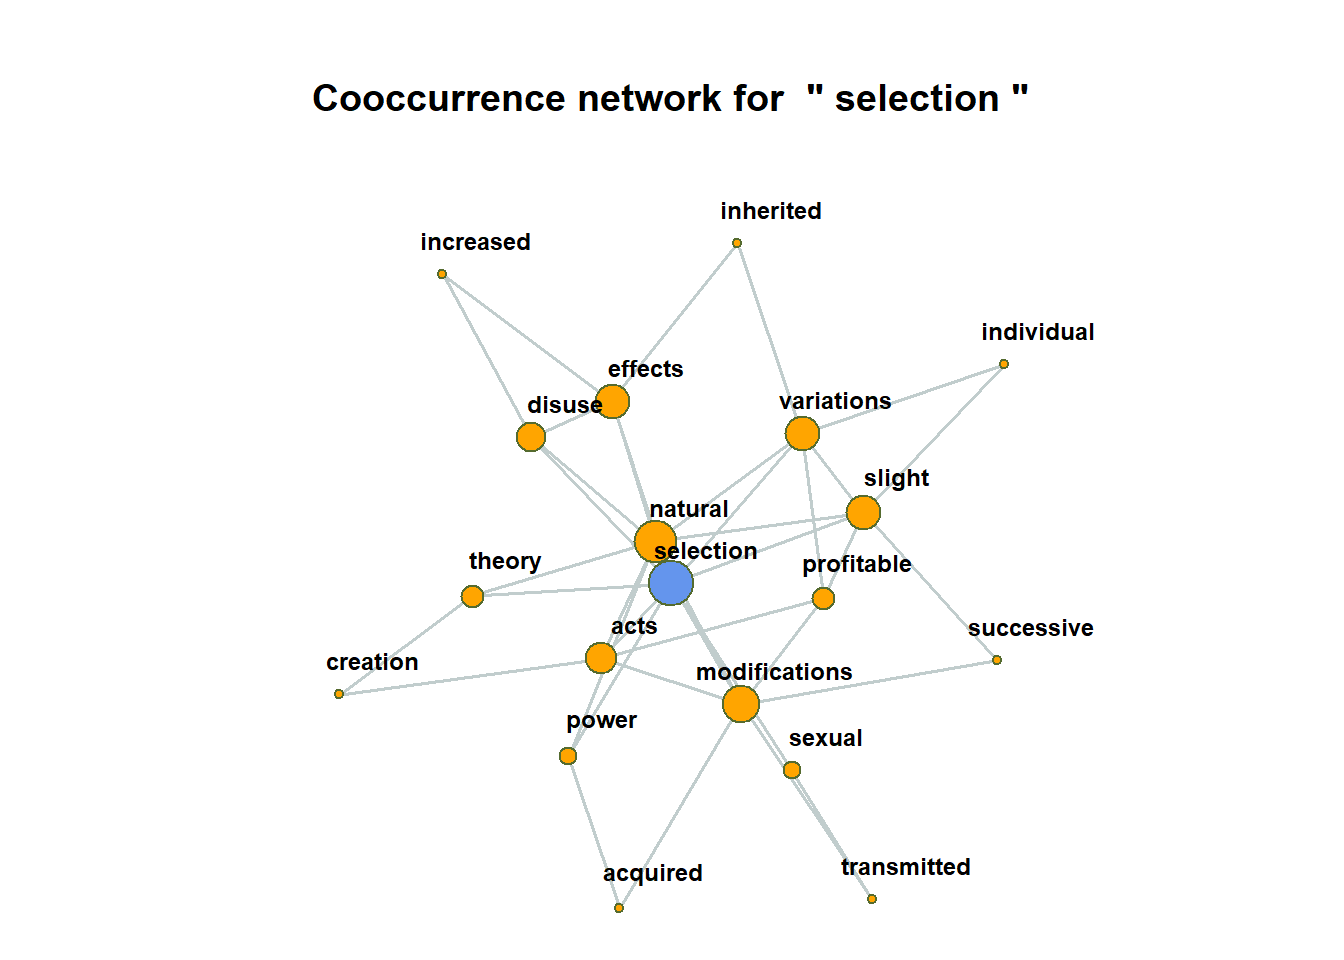 Cooccurrence network for " selection "
inherited
increased
individual
effects
variations
disuse
slight
natural
selection
theory
profitable
acts
successive
creation
modifications
power
sexual
transmitted
acquired